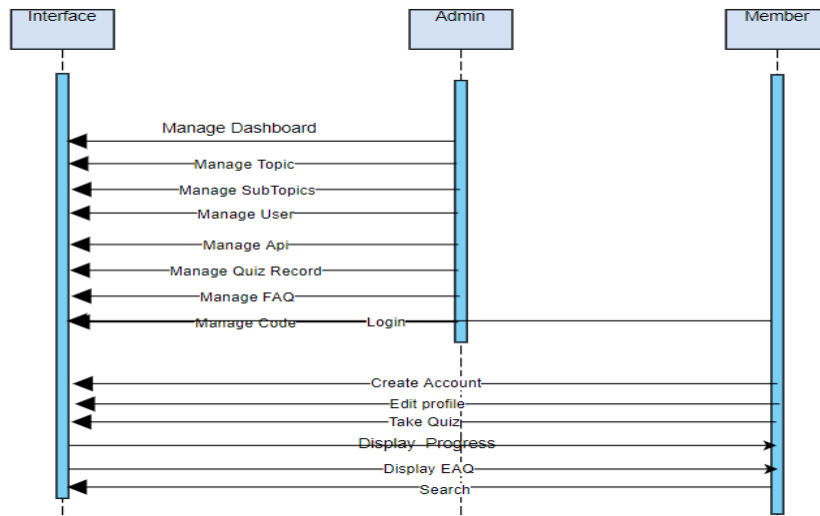 Interface
Admin
Member
Manage Dashboard
Manage Topic
Manage SubTopics
Manage User
Manage Api
Manage Quiz Record
Manage FAQ
Manage Code
Login
Create Account
Edit profile
Take Quiz
Display Progress
Display EAQ
Search